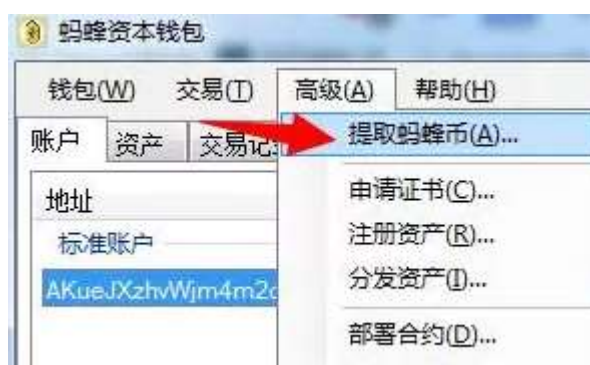 蚂蜂资本钱包
钱包(W) 交易(T) 高级(A) 帮助(H)
账户 资产 交易记
提取蚂蜂币(A)...
地址
申请证书(C)...
标准账户
注册资产(R)...
AKueJXzhvWjm4m2
分发资产(I)...
部署合约(D)...